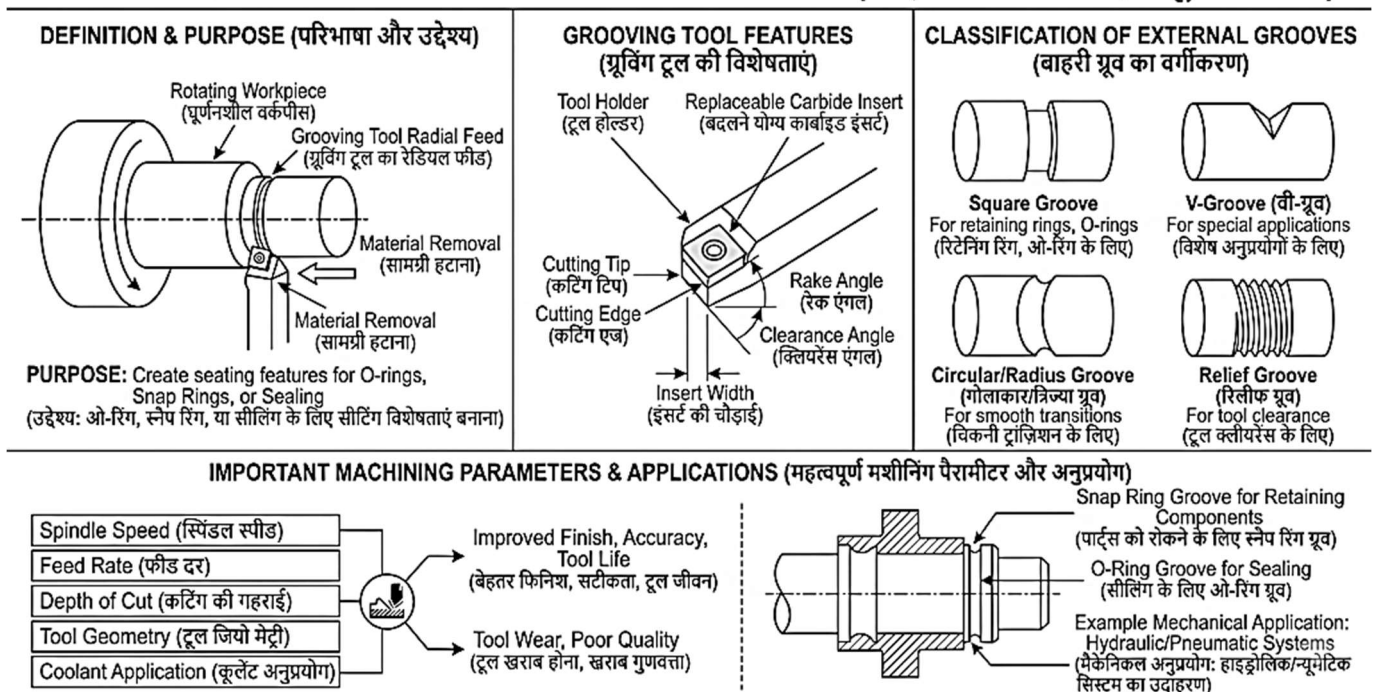 DEFINITION & PURPOSE (परिभाषा और उद्देश्य)
Rotating Workpiece
(घूर्णनशील वर्कपीस)
Grooving Tool Radial Feed
(ग्रूविंग टूल का रेडियल फीड)
Material Removal
(सामग्री हटाना)
Material Removal
(सामग्री हटाना)
PURPOSE: Create seating features for O-rings,
Snap Rings, or Sealing
(उद्देश्य: ओ-रिंग, स्नैप रिंग, या सीलिंग के लिए सीटिंग विशेषताएं बनाना)
GROOVING TOOL FEATURES
(ग्रूविंग टूल की विशेषताएं)
Tool Holder
(टूल होल्डर)
Replaceable Carbide Insert
(बदलने योग्य कार्बाइड इंसर्ट)
Cutting Tip
(कटिंग टिप)
Cutting Edge
(कटिंग एज)
Rake Angle
(रेक एंगल)
Clearance Angle
(क्लियरेंस एंगल)
Insert Width
(इंसर्ट की चौड़ाई)
CLASSIFICATION OF EXTERNAL GROOVES
(बाहरी ग्रूव का वर्गीकरण)
Square Groove
For retaining rings, O-rings
(रिटेनिंग रिंग, ओ-रिंग के लिए)
V-Groove (वी-ग्रूव)
For special applications
(विशेष अनुप्रयोगों के लिए)
Circular/Radius Groove
(गोलाकार/त्रिज्या ग्रूव)
For smooth transitions
(चिकनी ट्रांज़िशन के लिए)
Relief Groove
(रिलीफ ग्रूव)
For tool clearance
(टूल क्लीयरेंस के लिए)
IMPORTANT MACHINING PARAMETERS & APPLICATIONS (महत्वपूर्ण मशीनिंग पैरामीटर और अनुप्रयोग)
Spindle Speed (स्पिंडल स्पीड)
Feed Rate (फीड दर)
Depth of Cut (कटिंग की गहराई)
Tool Geometry (टूल जियो मेट्री)
Coolant Application (कूलेंट अनुप्रयोग)
Improved Finish, Accuracy,
Tool Life
(बेहतर फिनिश, सटीकता, टूल जीवन)
Tool Wear, Poor Quality
(टूल खराब होना, खराब गुणवत्ता)
Snap Ring Groove for Retaining
Components
(पार्ट्स को रोकने के लिए स्नेप रिंग ग्रूव)
O-Ring Groove for Sealing
(सीलिंग के लिए ओ-रिंग ग्रूव)
Example Mechanical Application:
Hydraulic/Pneumatic Systems
(मैकेनिकल अनुप्रयोग: हाइड्रोलिक/न्यूमेटिक
सिस्टम का उदाहरण)